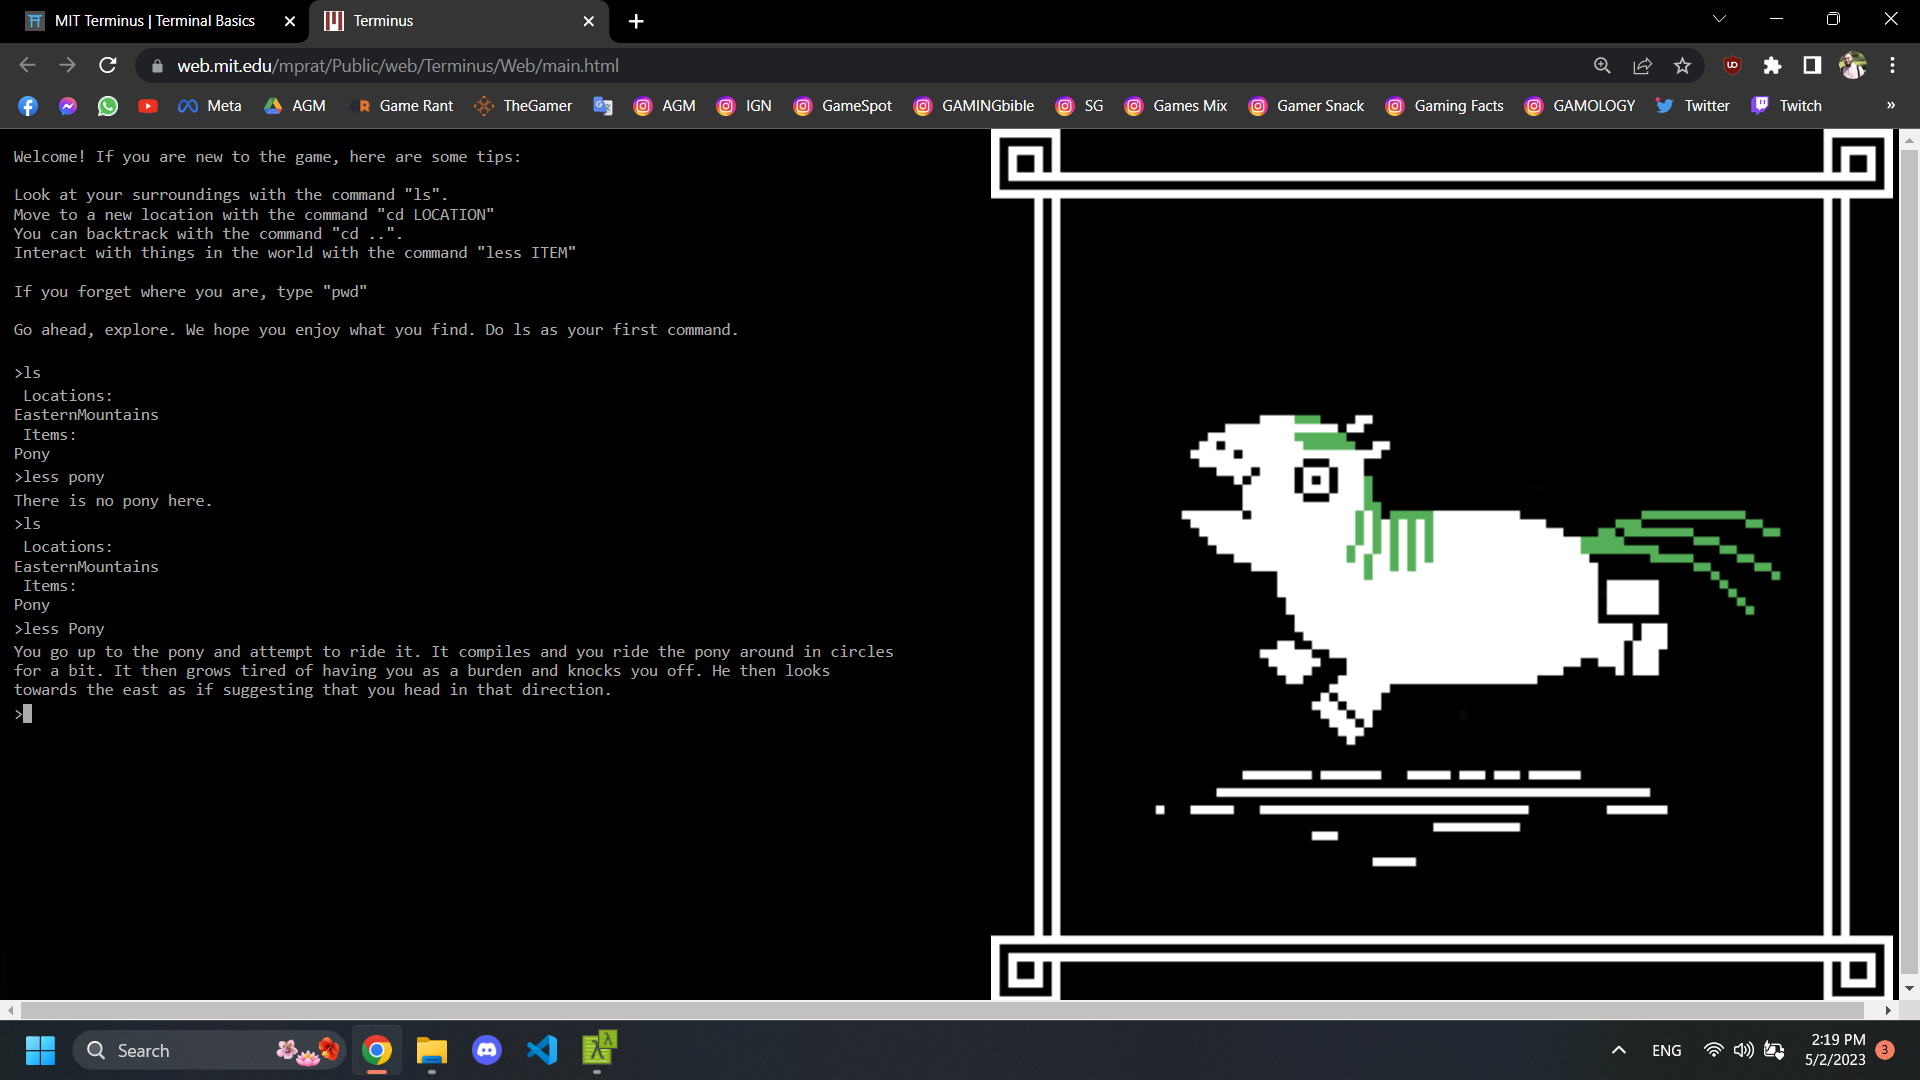 MIT Terminus | Terminal Basics
Terminus
web.mit.edu/mprat/Public/web/Terminus/Web/main.html
Meta AGM Game Rant TheGamer AGM IGN GameSpot GAMINGbible SG Games Mix Gamer Snack Gaming Facts GAMOLOGY Twitter Twitch »
Welcome! If you are new to the game, here are some tips:
Look at your surroundings with the command "ls".
Move to a new location with the command "cd LOCATION"
You can backtrack with the command "cd ..".
Interact with things in the world with the command "less ITEM"
If you forget where you are, type "pwd"
Go ahead, explore. We hope you enjoy what you find. Do ls as your first command.
>ls
Locations:
EasternMountains
Items:
Pony
>less pony
There is no pony here.
>ls
Locations:
EasternMountains
Items:
Pony
>less Pony
You go up to the pony and attempt to ride it. It compiles and you ride the pony around in circles
for a bit. It then grows tired of having you as a burden and knocks you off. He then looks
towards the east as if suggesting that you head in that direction.
>
Search
ENG
2:19 PM
5/2/2023
3